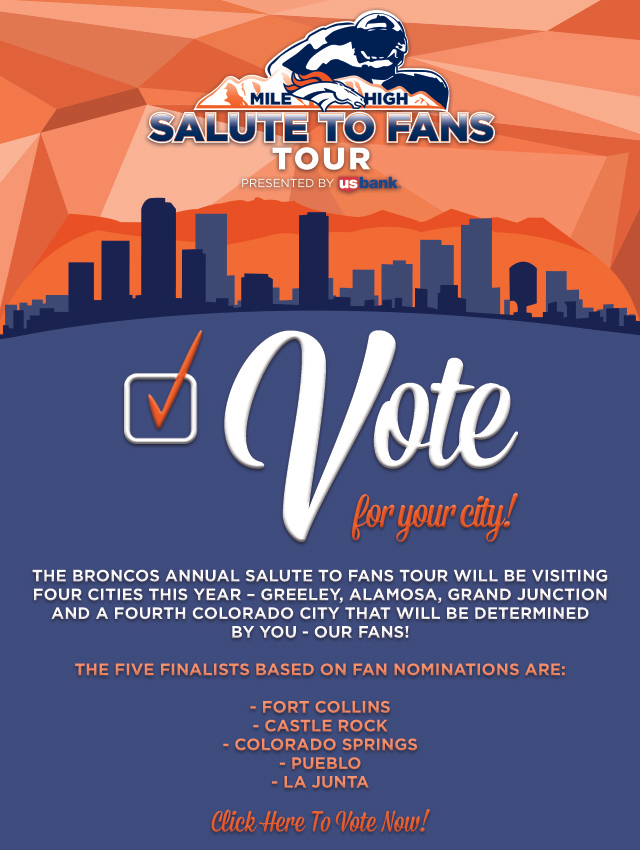 MILE HIGH
SALUTE TO FANS
TOUR
PRESENTED BY usbank
Vote
for your city!
THE BRONCOS ANNUAL SALUTE TO FANS TOUR WILL BE VISITING
FOUR CITIES THIS YEAR – GREELEY, ALAMOSA, GRAND JUNCTION
AND A FOURTH COLORADO CITY THAT WILL BE DETERMINED
BY YOU - OUR FANS!
THE FIVE FINALISTS BASED ON FAN NOMINATIONS ARE:
- FORT COLLINS
- CASTLE ROCK
- COLORADO SPRINGS
- PUEBLO
- LA JUNTA
Click Here To Vote Now!